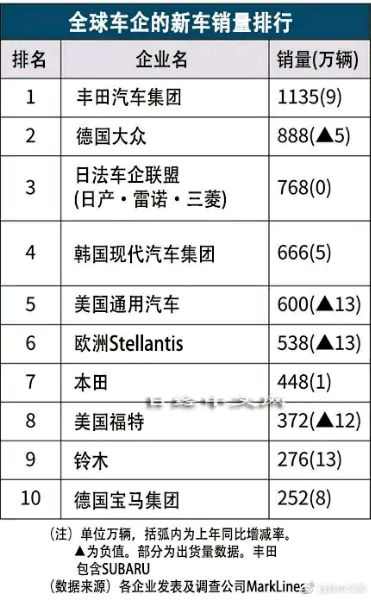 全球车企的新车销量排行
排名 企业名 销量(万辆)
1 丰田汽车集团 1135(9)
2 德国大众 888(▲5)
3 日法车企联盟
(日产・雷诺・三菱) 768(0)
4 韩国现代汽车集团 666(5)
5 美国通用汽车 600(▲13)
6 欧洲Stellantis 538(▲13)
7 本田 448(1)
8 美国福特 372(▲12)
9 铃木 276(13)
10 德国宝马集团 252(8)
（注）单位万辆，括弧内为上年同比增减率。
▲为负值。部分为出货量数据。丰田
包含SUBARU
（数据来源）各企业发表及调查公司MarkLines